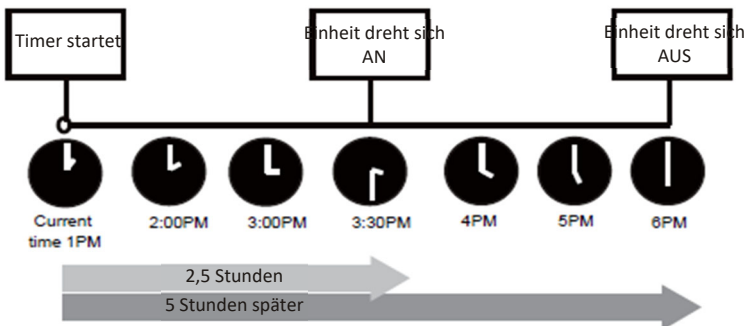 Timer startet
Einheit dreht sich
AN
Einheit dreht sich
AUS
Current
time 1PM
2:00PM
3:00PM
3:30PM
4PM
5PM
6PM
2,5 Stunden
5 Stunden später